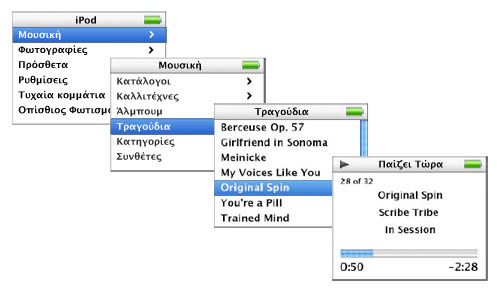 iPod
Μουσική
Φωτογραφίες
Πρόσθετα
Ρυθμίσεις
Τυχαία κομμάτια
Οπίσθιος Φωτισμο
Μουσική
Κατάλογοι
Καλλιτέχνες
Άλμπουμ
Τραγούδια
Κατηγορίες
Συνθέτες
Τραγούδια
Berceuse Op. 57
Girlfriend in Sonoma
Meinicke
My Voices Like You
Original Spin
You're a Pill
Trained Mind
Παίζει Τώρα
28 of 32
Original Spin
Scribe Tribe
In Session
0:50 -2:28